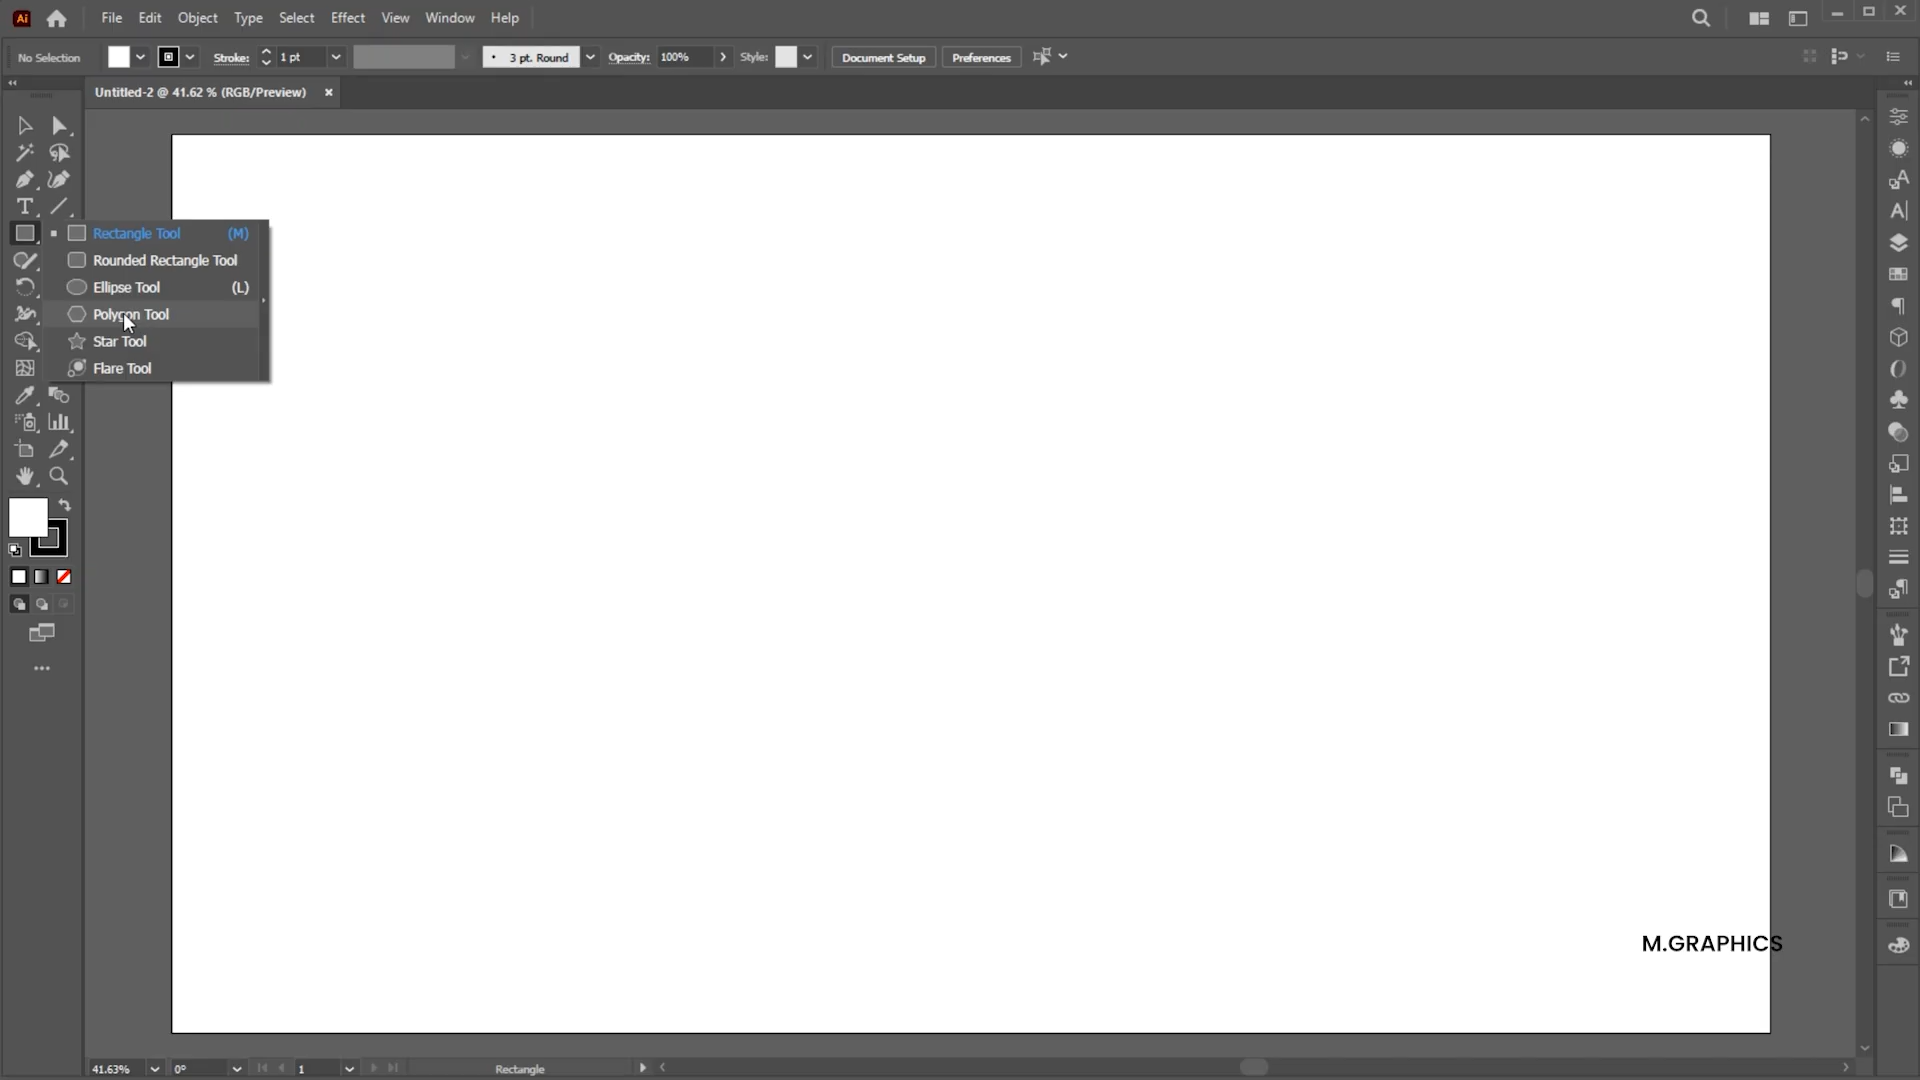 Ai File Edit Object Type Select Effect View Window Help
No Selection Stroke: 1 pt 3 pt. Round Opacity: 100% Style: Document Setup Preferences
Untitled-2 @ 41.62 % (RGB/Preview)
Rectangle Tool (M)
Rounded Rectangle Tool
Ellipse Tool (L)
Polygon Tool
Star Tool
Flare Tool
M.GRAPHICS
41.63% 0° 1 Rectangle